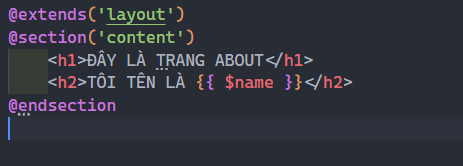 @extends('layout')
@section('content')
<h1>ĐÂY LÀ TRANG ABOUT</h1>
<h2>TÔI TÊN LÀ {{ $name }}</h2>
@endsection